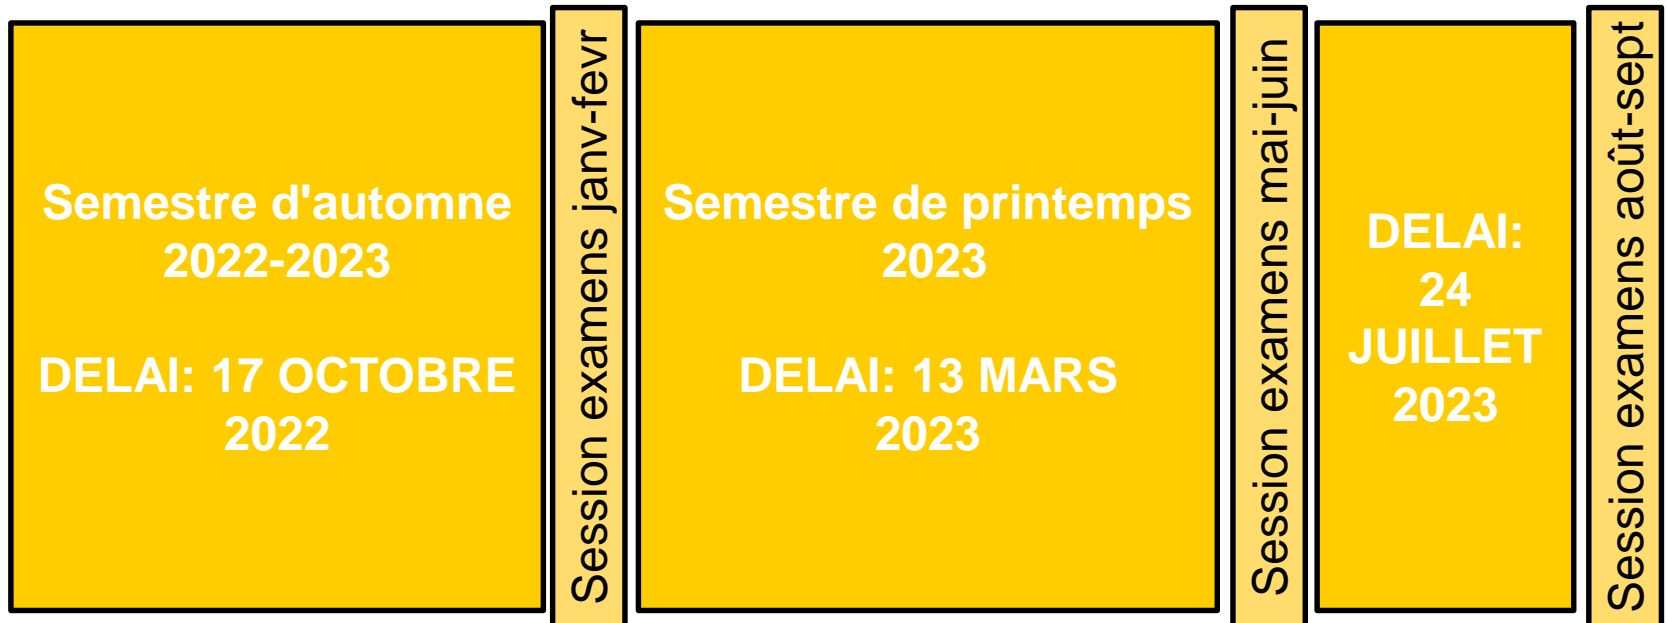 Semestre d'automne
2022-2023
DELAI: 17 OCTOBRE
2022
Session examens janv-fevr
Semestre de printemps
2023
DELAI: 13 MARS
2023
Session examens mai-juin
DELAI:
24
JUILLET
2023
Session examens août-sept